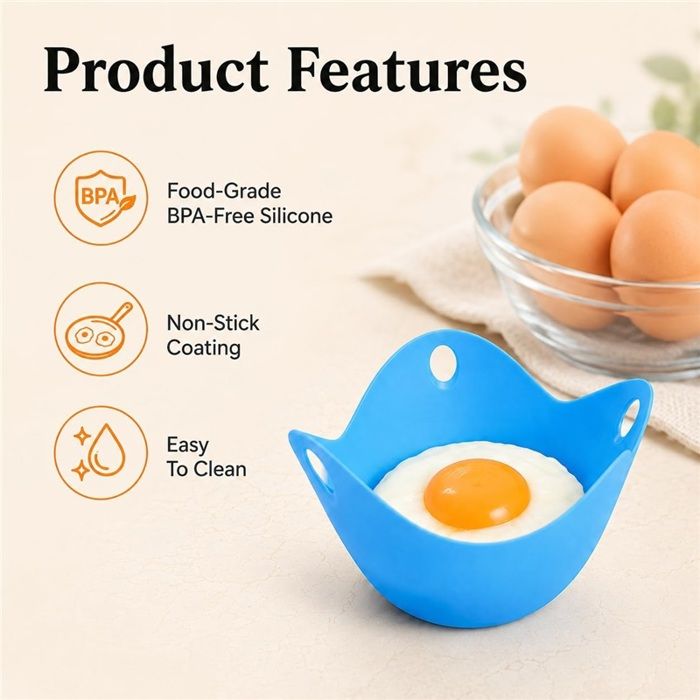 Product Features
BPA
Food-Grade
BPA-Free Silicone
Non-Stick
Coating
Easy
To Clean